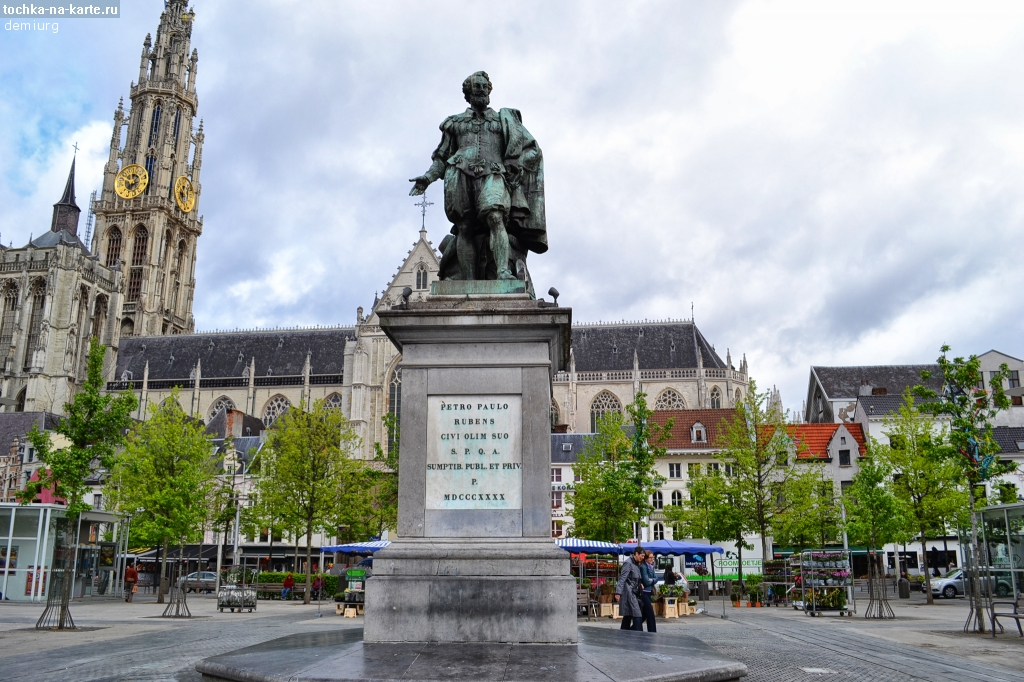 tochka-na-karte.ru
demiurg
PETRO PAULO
RUBENS
CIVI OLIM SUO
S. P. Q. A.
SUMPTIB. PUBL. ET PRIV.
P.
MDCCCXXXX